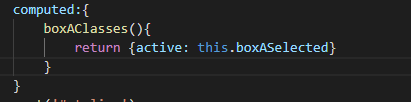 computed:{
    boxAClasses(){
        return {active: this.boxASelected}
    }
}